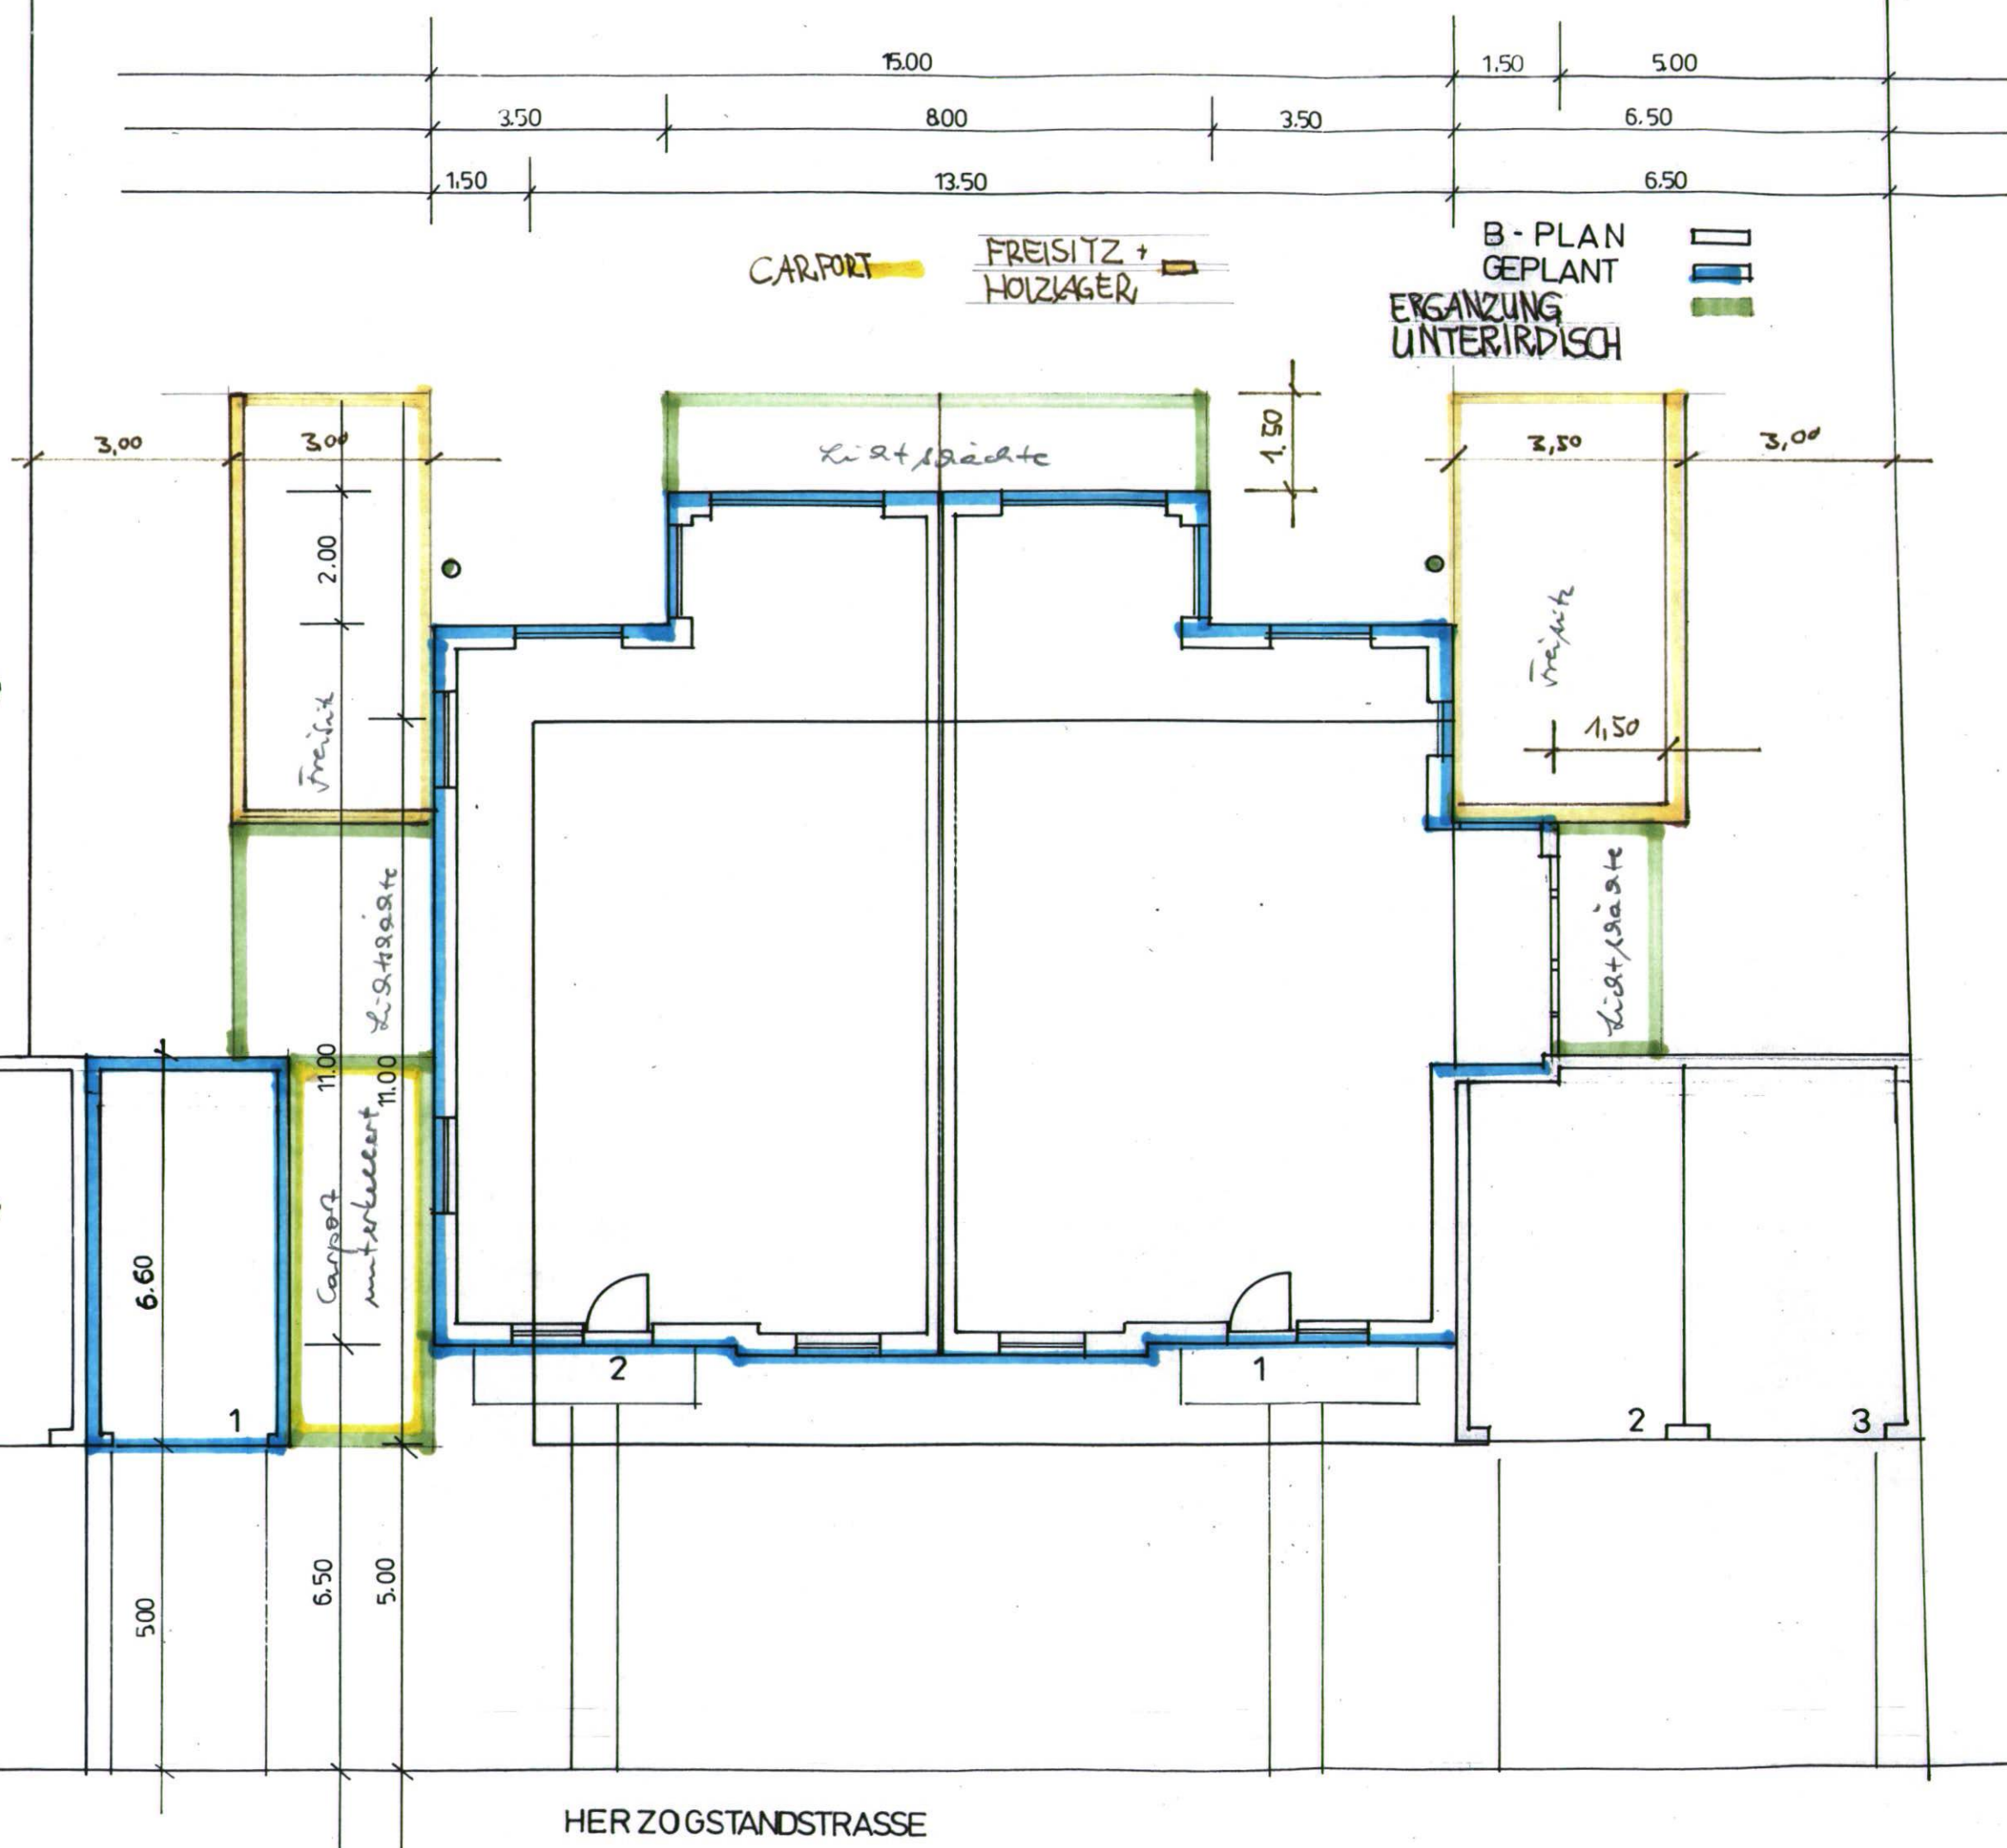 15.00
1.50
5.00
3.50
8.00
3.50
6.50
1.50
13.50
6.50
CARPORT
FREISITZ +
HOLZLAGER
B - PLAN
GEPLANT
ERGÄNZUNG
UNTERIRDISCH
3,00
3,00
Lichtschächte
1.50
3,50
3,00
2.00
Freisitz
Freisitz
1,50
Lichtschächte
Lichtschächte
11.00
11.00
Carport
unterkellert
6.60
1
2
1
2
3
500
6.50
5.00
HERZOGSTANDSTRASSE